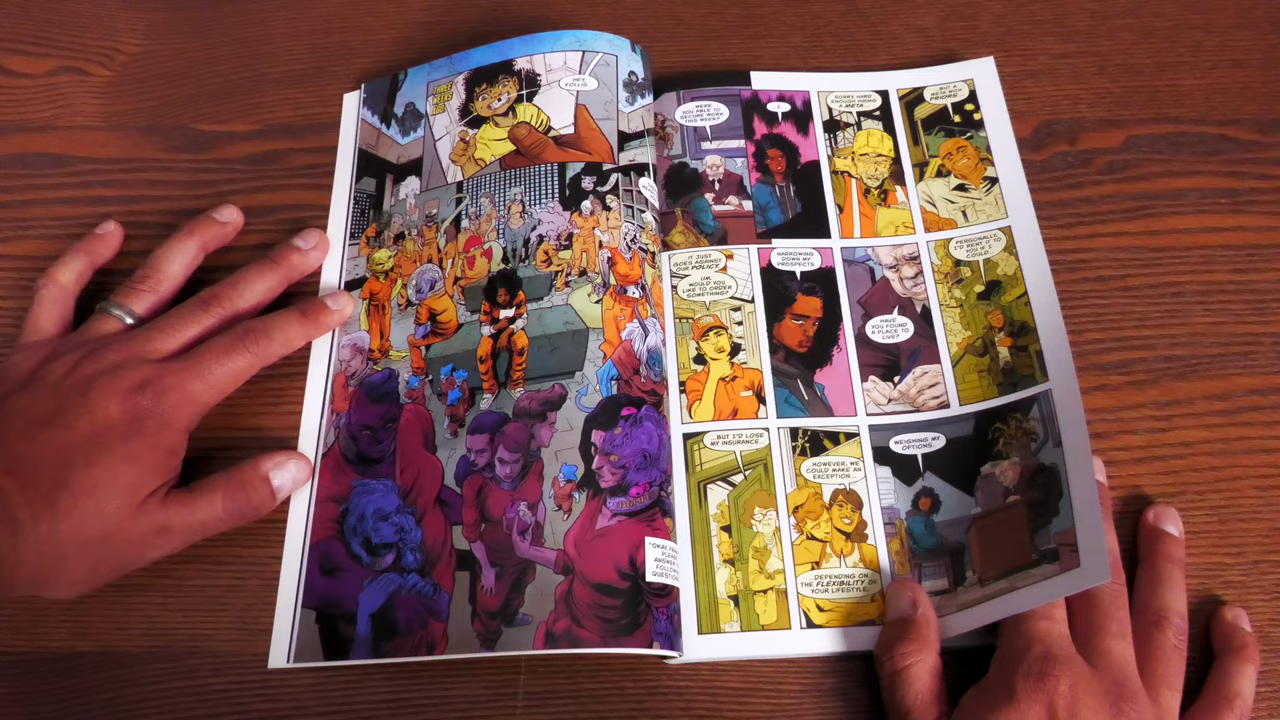 THREE
WEEKS
AGO.
HEY,
FOLLIS.
"OKAY,
PLEASE
ANSWER
FOLLOW
QUESTION
...WERE
YOU ABLE TO
SECURE WORK
THIS WEEK?
I...
SORRY. HARD
ENOUGH HIRING
A META...
...BUT A
META WITH
PRIORS...
IT JUST
GOES AGAINST
OUR POLICY.
UM,
WOULD YOU
LIKE TO ORDER
SOMETHING?
NARROWING
DOWN MY
PROSPECTS.
HAVE
YOU FOUND
A PLACE TO
LIVE?
PERSONALLY,
I'D RENT IT TO
YOU IF I
COULD...
...BUT I'D LOSE
MY INSURANCE...
...HOWEVER, WE
COULD MAKE AN
EXCEPTION...
...DEPENDING ON
THE FLEXIBILITY OF
YOUR LIFESTYLE.
WEIGHING MY
OPTIONS.